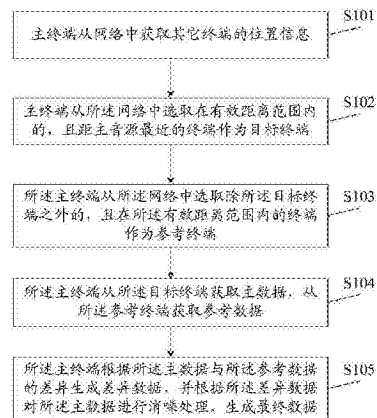 S101
主终端从网络中获取其它终端的位置信息
S102
主终端从所述网络中选取在有效距离范围内
的，且距主音源最近的终端作为目标终端
S103
所述主终端从所述网络中选取除所述目标终
端之外的，且在所述有效距离范围内的终端
作为参考终端
S104
所述主终端从所述目标终端获取主数据，从
所述参考终端获取参考数据
S105
所述主终端根据所述主数据与所述参考数据
的差异生成差异数据，并根据所述差异数据
对所述主数据进行消噪处理，生成最终数据